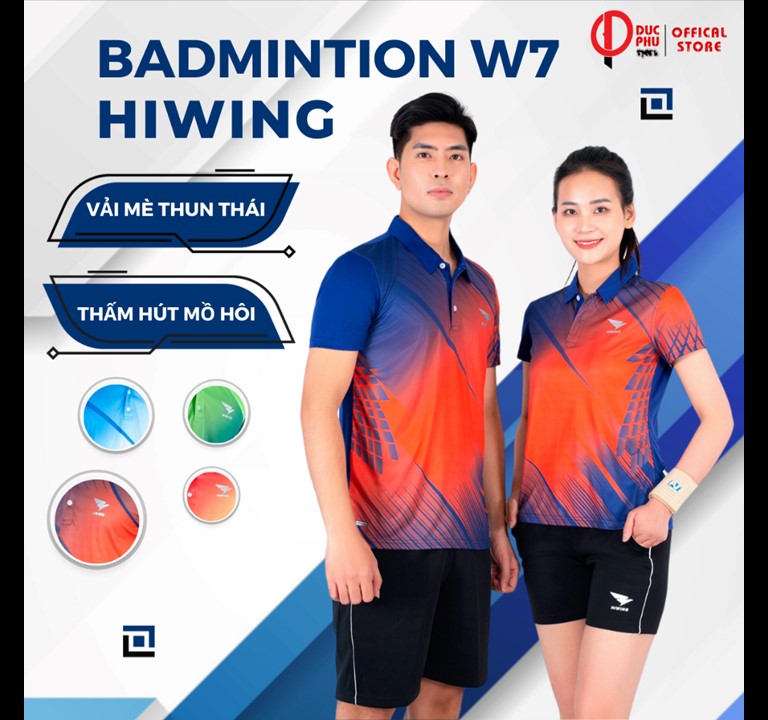 BADMINTION W7
HIWING
DUC
PHU
OFFICAL
STORE
VẢI MÈ THUN THÁI
THẤM HÚT MỒ HÔI
HIWING